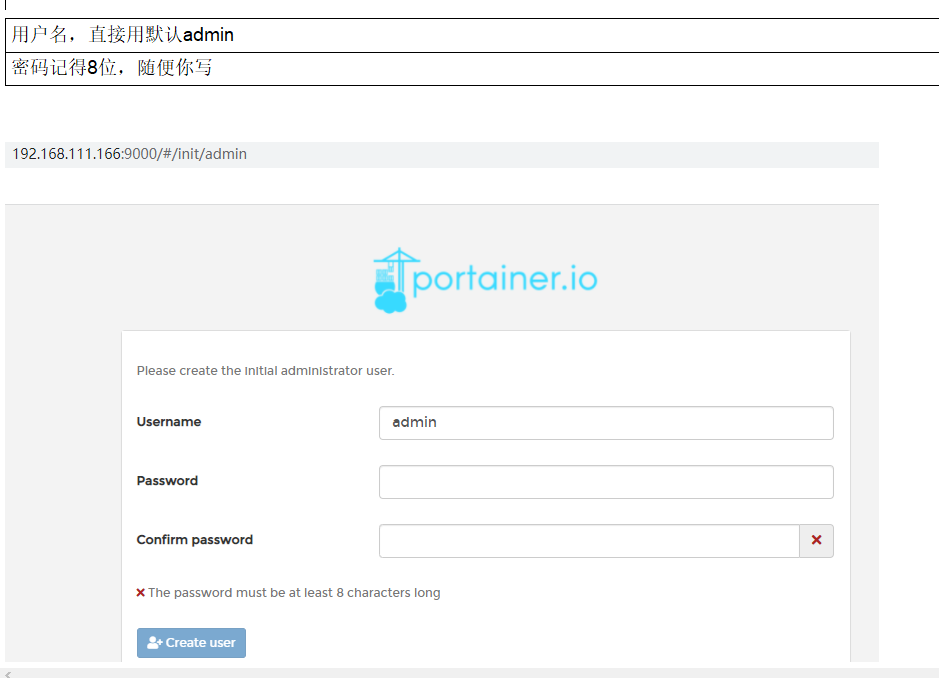 用户名，直接用默认admin
密码记得8位，随便你写
192.168.111.166:9000/#/init/admin
portainer.io
Please create the initial administrator user.
Username
admin
Password
Confirm password
The password must be at least 8 characters long
Create user